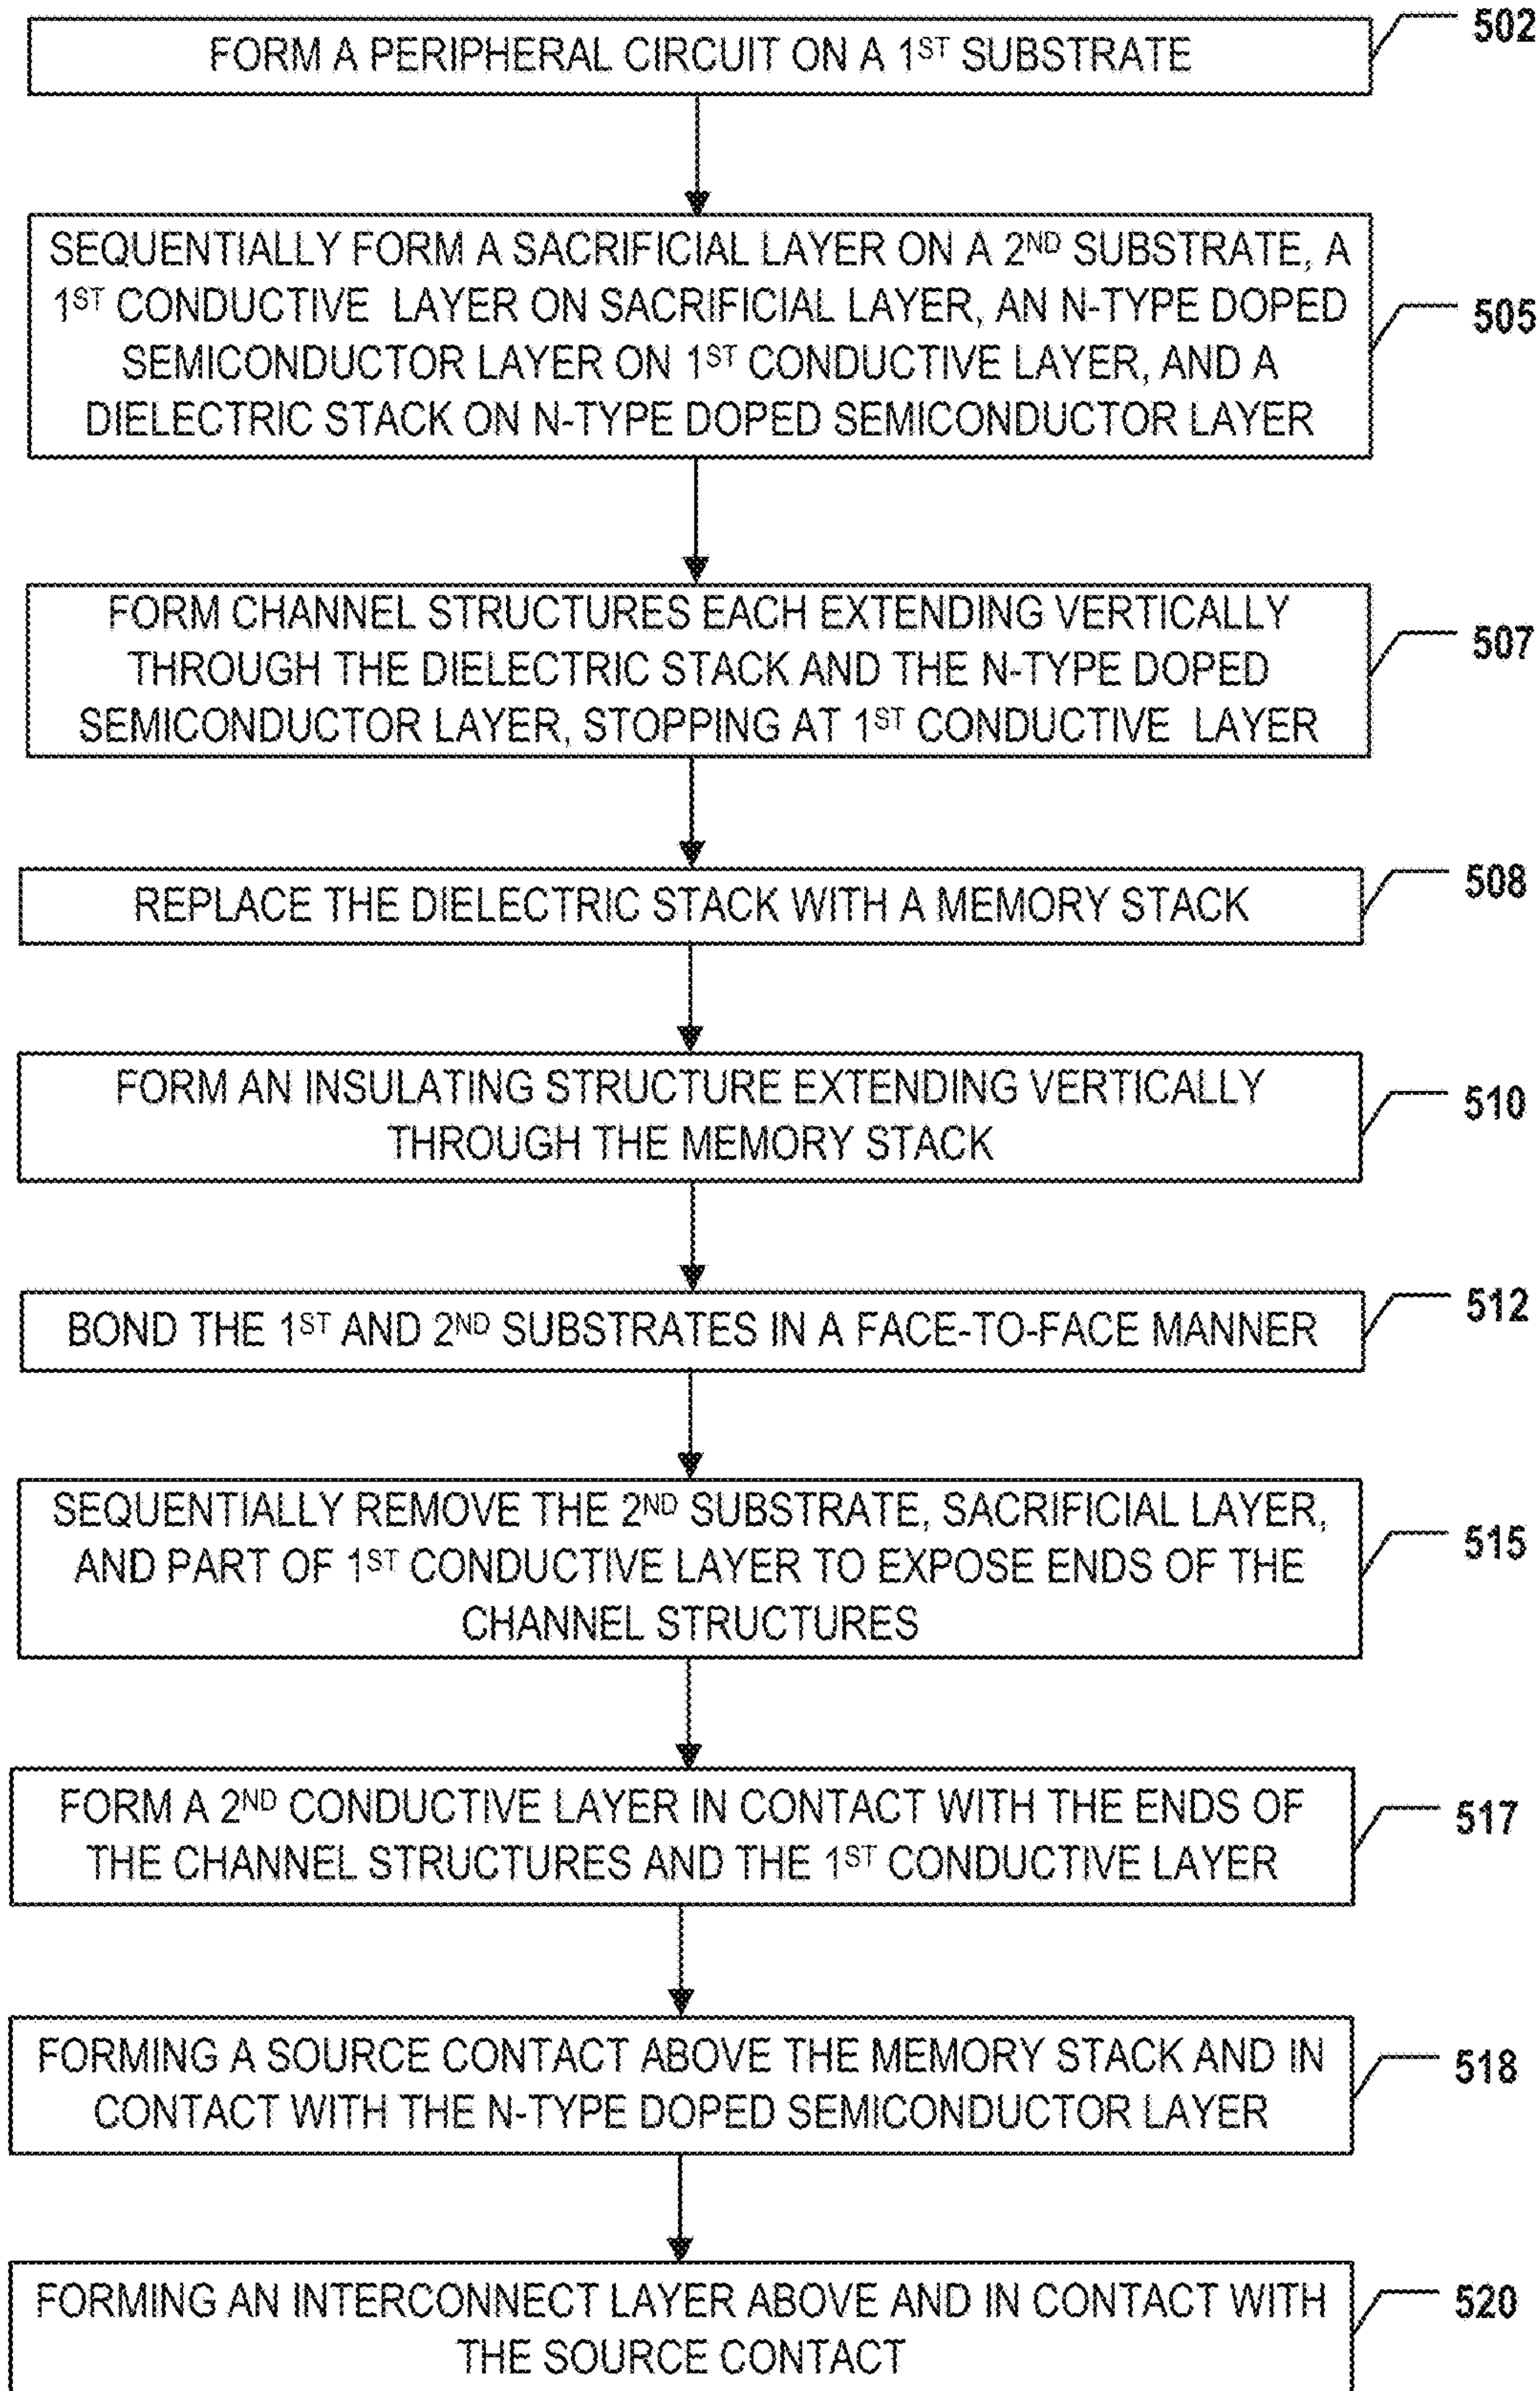 502
FORM A PERIPHERAL CIRCUIT ON A 1ST SUBSTRATE
SEQUENTIALLY FORM A SACRIFICIAL LAYER ON A 2ND SUBSTRATE, A
1ST CONDUCTIVE LAYER ON SACRIFICIAL LAYER, AN N-TYPE DOPED
SEMICONDUCTOR LAYER ON 1ST CONDUCTIVE LAYER, AND A
DIELECTRIC STACK ON N-TYPE DOPED SEMICONDUCTOR LAYER
505
FORM CHANNEL STRUCTURES EACH EXTENDING VERTICALLY
THROUGH THE DIELECTRIC STACK AND THE N-TYPE DOPED
SEMICONDUCTOR LAYER, STOPPING AT 1ST CONDUCTIVE LAYER
507
REPLACE THE DIELECTRIC STACK WITH A MEMORY STACK
508
FORM AN INSULATING STRUCTURE EXTENDING VERTICALLY
THROUGH THE MEMORY STACK
510
BOND THE 1ST AND 2ND SUBSTRATES IN A FACE-TO-FACE MANNER
512
SEQUENTIALLY REMOVE THE 2ND SUBSTRATE, SACRIFICIAL LAYER,
AND PART OF 1ST CONDUCTIVE LAYER TO EXPOSE ENDS OF THE
CHANNEL STRUCTURES
515
FORM A 2ND CONDUCTIVE LAYER IN CONTACT WITH THE ENDS OF
THE CHANNEL STRUCTURES AND THE 1ST CONDUCTIVE LAYER
517
FORMING A SOURCE CONTACT ABOVE THE MEMORY STACK AND IN
CONTACT WITH THE N-TYPE DOPED SEMICONDUCTOR LAYER
518
FORMING AN INTERCONNECT LAYER ABOVE AND IN CONTACT WITH
THE SOURCE CONTACT
520